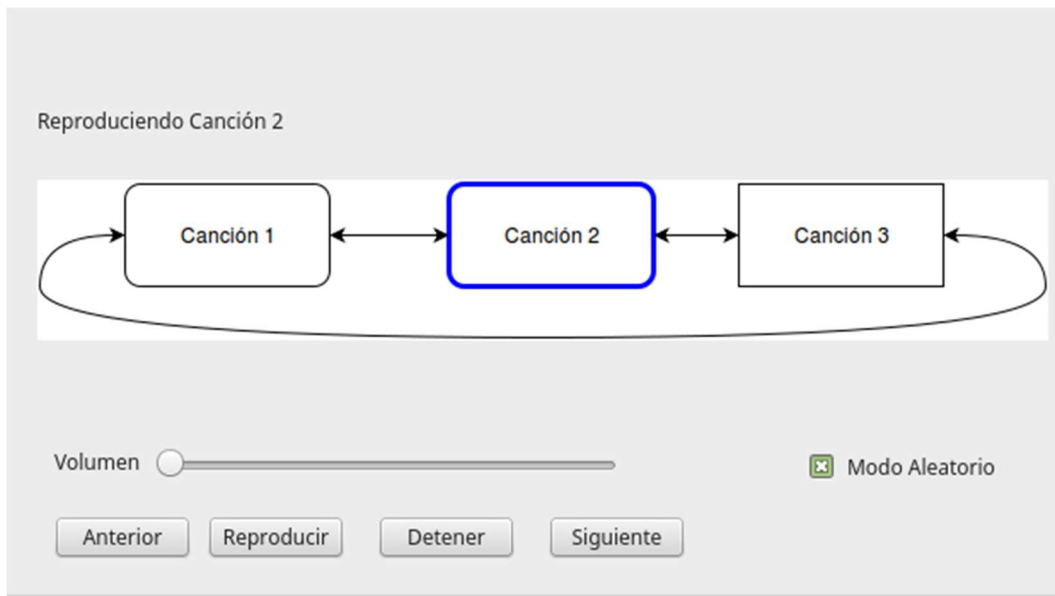 Reproduciendo Canción 2
Canción 1 Canción 2 Canción 3
Volumen Modo Aleatorio
Anterior Reproducir Detener Siguiente